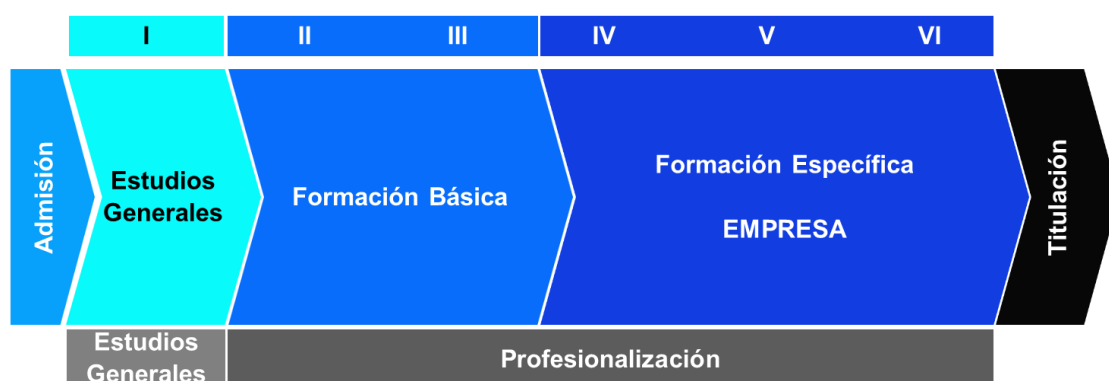 I II III IV V VI
Admisión
Estudios
Generales
Formación Básica
Formación Específica
EMPRESA
Titulación
Estudios
Generales
Profesionalización